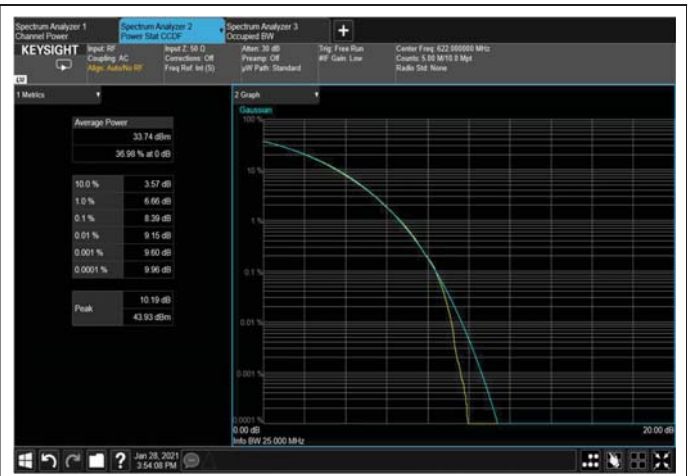 Spectrum Analyzer 1
Channel Power
Spectrum Analyzer 2
Power Stat CCDF
Spectrum Analyzer 3
Occupied BW
KEYSIGHT
Input: RF
Coupling: AC
Align: Auto/No RF
Input Z: 50 Ω
Corrections: Off
Freq Ref: Int (S)
Atten: 30 dB
Preamp: Off
µW Path: Standard
Trig: Free Run
#IF Gain: Low
Center Freq: 622.000000 MHz
Counts: 5.00 M/10.0 Mpt
Radio Std: None
LXI
1 Metrics
Average Power
33.74 dBm
36.98 % at 0 dB
10.0 % 3.57 dB
1.0 % 6.66 dB
0.1 % 8.39 dB
0.01 % 9.15 dB
0.001 % 9.60 dB
0.0001 % 9.96 dB
Peak
10.19 dB
43.93 dBm
2 Graph
Gaussian
100 %
10 %
1 %
0.1 %
0.01 %
0.001 %
0.0001 %
0.00 dB
20.00 dB
Info BW 25.000 MHz
Jan 28, 2021
3:54:08 PM